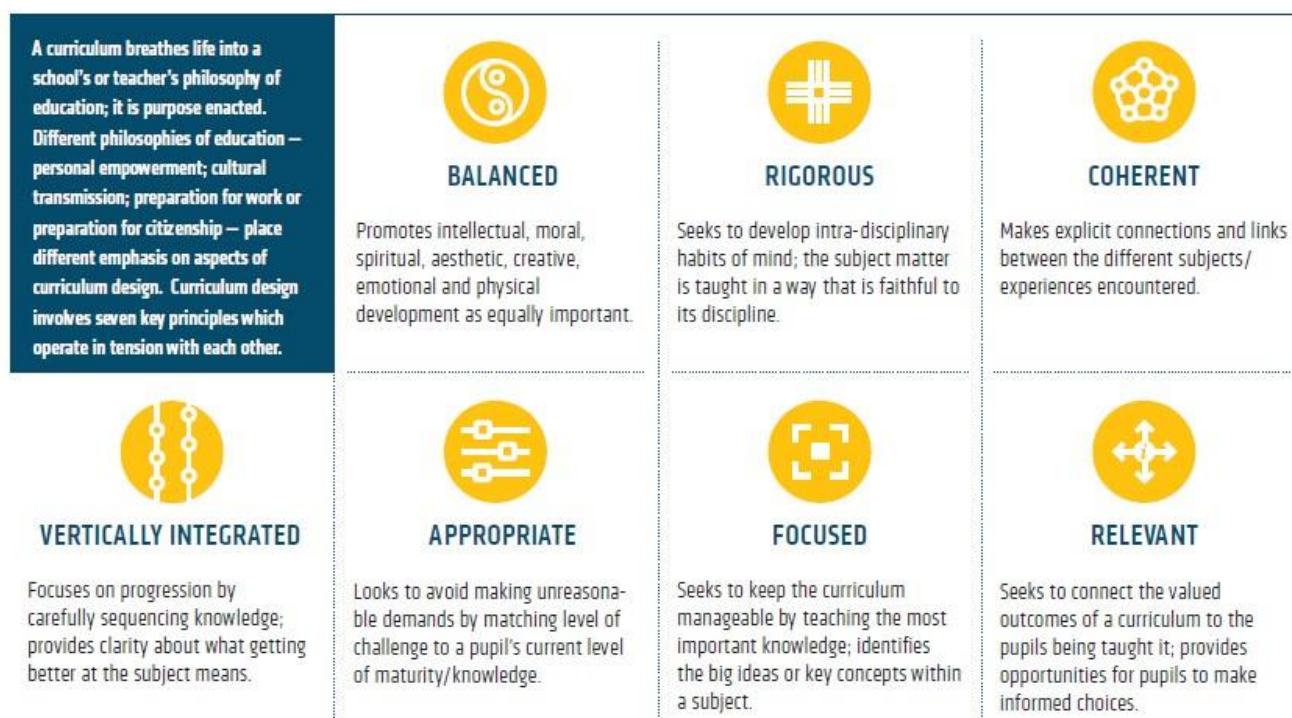 A curriculum breathes life into a
school's or teacher's philosophy of
education; it is purpose enacted.
Different philosophies of education –
personal empowerment; cultural
transmission; preparation for work or
preparation for citizenship – place
different emphasis on aspects of
curriculum design. Curriculum design
involves seven key principles which
operate in tension with each other.
BALANCED
Promotes intellectual, moral,
spiritual, aesthetic, creative,
emotional and physical
development as equally important.
RIGOROUS
Seeks to develop intra-disciplinary
habits of mind; the subject matter
is taught in a way that is faithful to
its discipline.
COHERENT
Makes explicit connections and links
between the different subjects/
experiences encountered.
VERTICALLY INTEGRATED
Focuses on progression by
carefully sequencing knowledge;
provides clarity about what getting
better at the subject means.
APPROPRIATE
Looks to avoid making unreasona-
ble demands by matching level of
challenge to a pupil's current level
of maturity/knowledge.
FOCUSED
Seeks to keep the curriculum
manageable by teaching the most
important knowledge; identifies
the big ideas or key concepts within
a subject.
RELEVANT
Seeks to connect the valued
outcomes of a curriculum to the
pupils being taught it; provides
opportunities for pupils to make
informed choices.